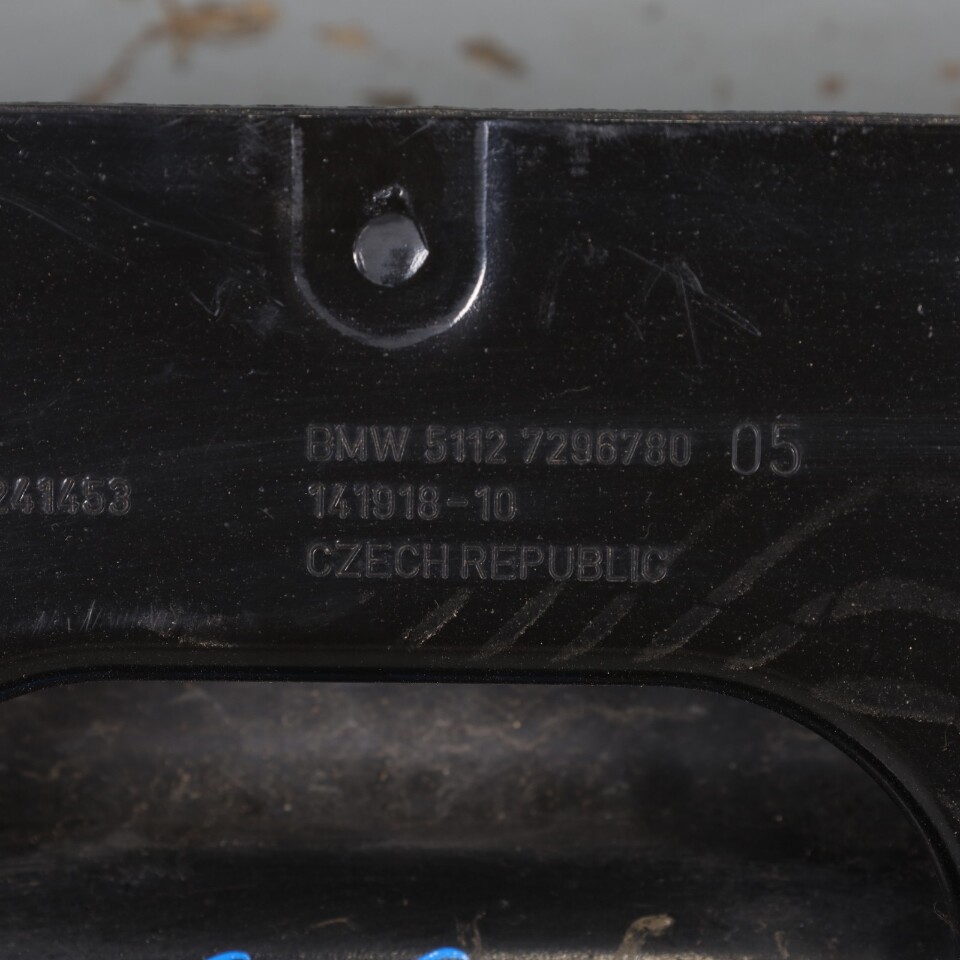 BMW 5112 7296780 05
241453
141918-10
CZECH REPUBLIC